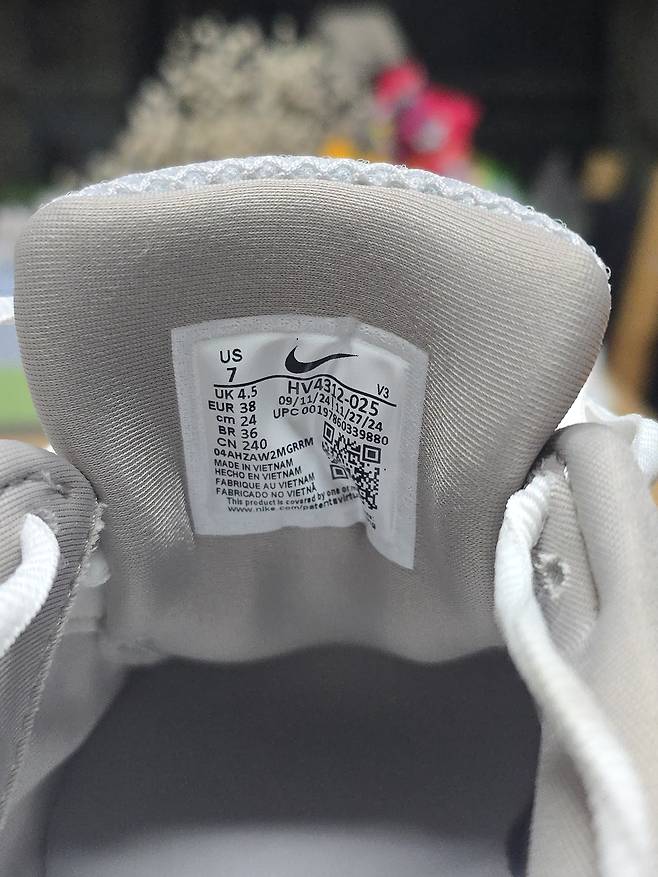 US
7
HV4312-025
V3
UK 4.5
09/11/24 11/27/24
EUR 38
UPC 00197860339880
cm 24
BR 36
CN 240
04AHZAW2MGRRM
MADE IN VIETNAM
HECHO EN VIETNAM
FABRIQUE AU VIETNAM
FABRICADO NO VIETNA
This product is covered by one or
www.nike.com/patents